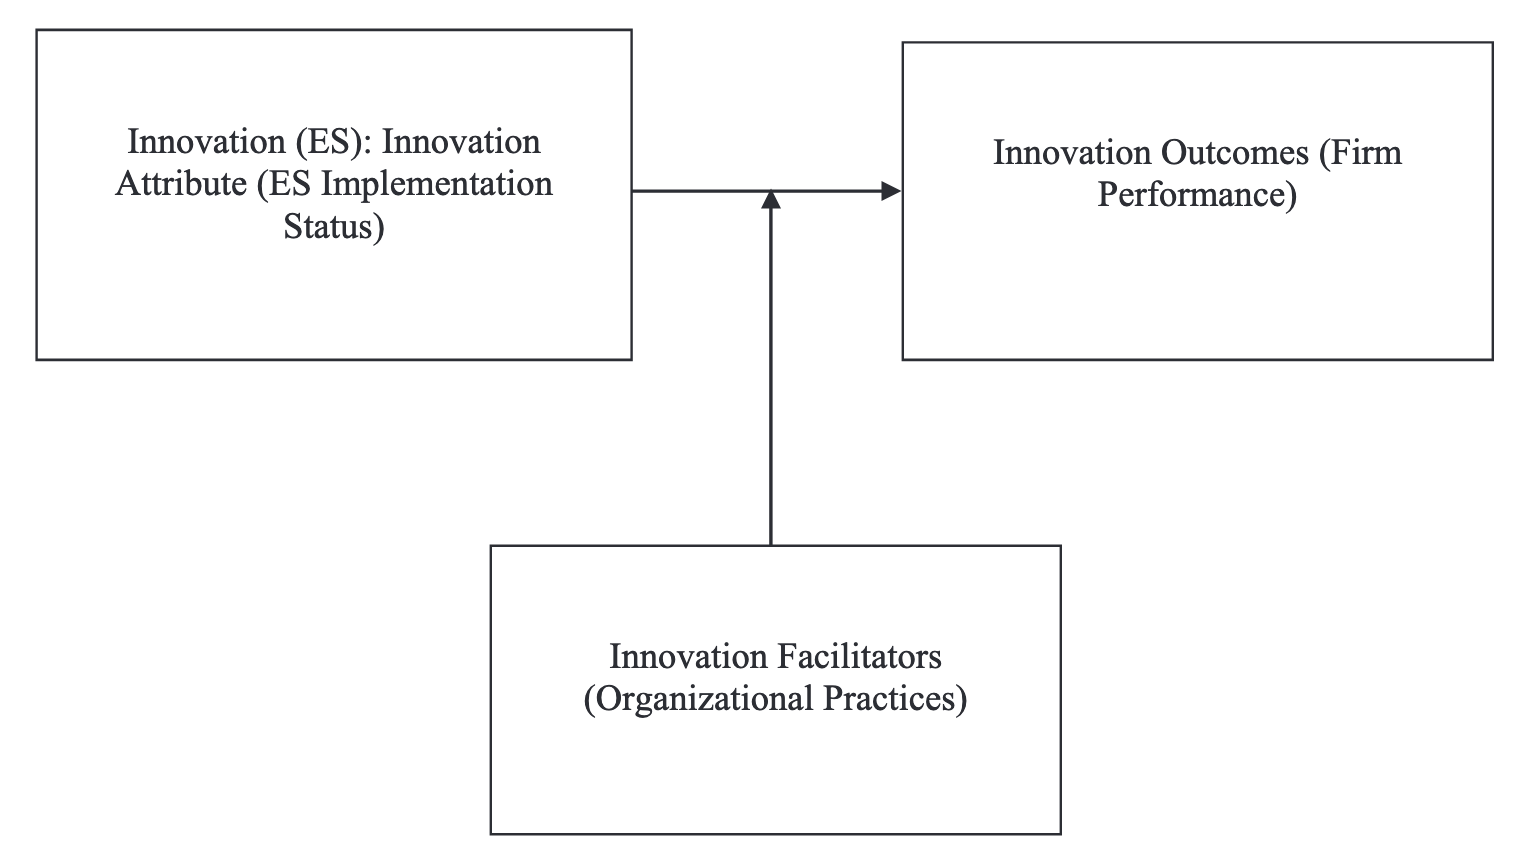 Innovation (ES): Innovation
Attribute (ES Implementation
Status)
Innovation Outcomes (Firm
Performance)
Innovation Facilitators
(Organizational Practices)